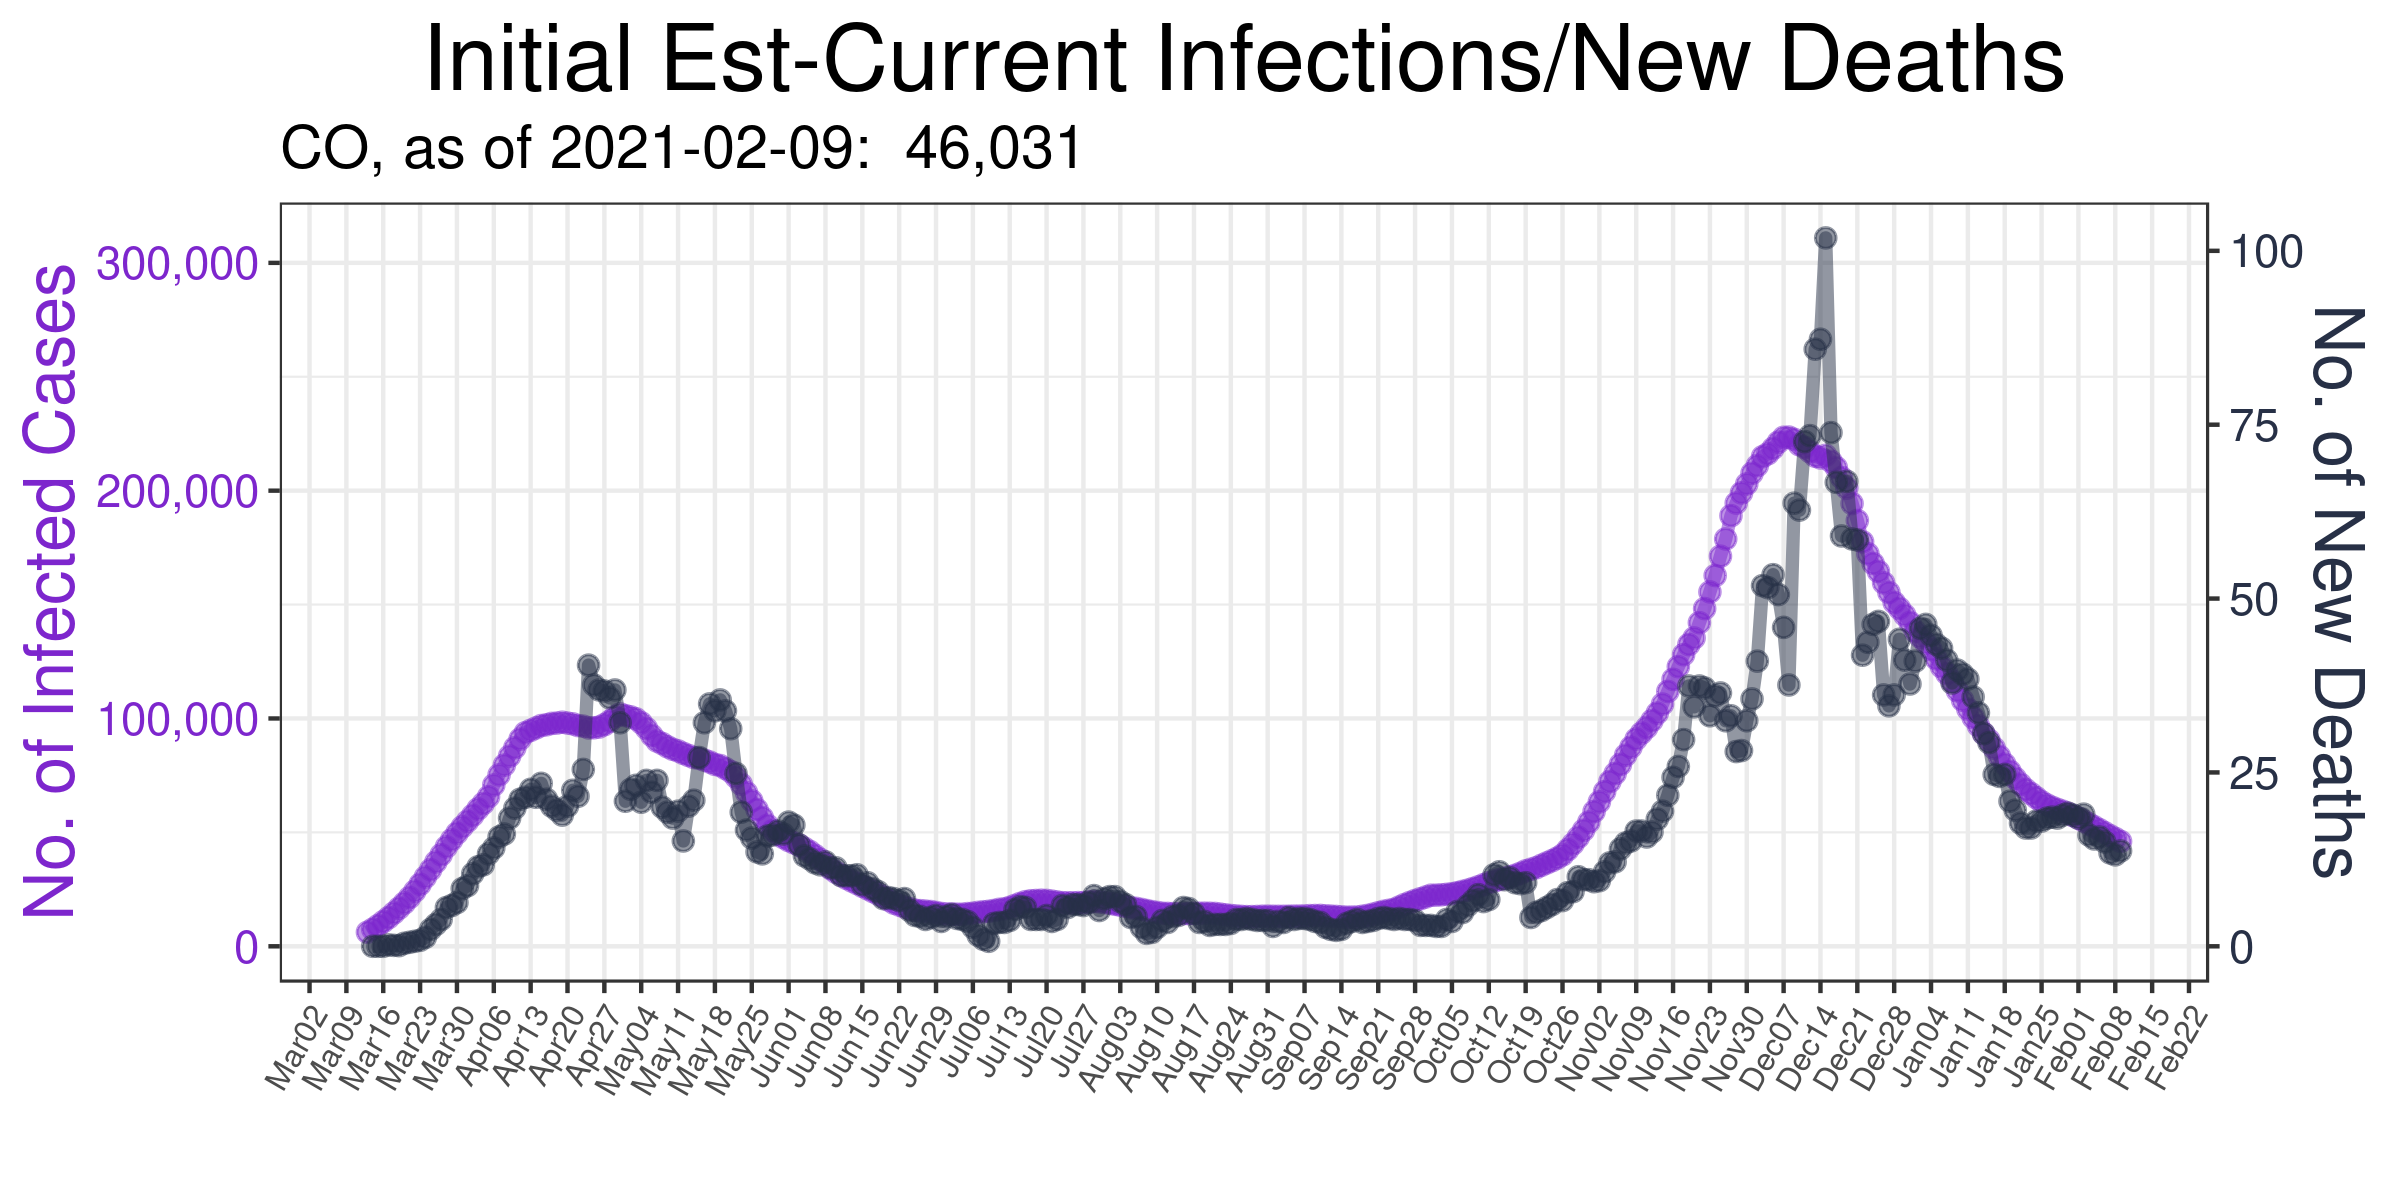 Initial Est-Current Infections/New Deaths
CO, as of 2021-02-09:  46,031
No. of Infected Cases
300,000
200,000
100,000
0
100
75
50
25
0
No. of New Deaths
Mar02
Mar09
Mar16
Mar23
Mar30
Apr06
Apr13
Apr20
Apr27
May04
May11
May18
May25
Jun01
Jun08
Jun15
Jun22
Jun29
Jul06
Jul13
Jul20
Jul27
Aug03
Aug10
Aug17
Aug24
Aug31
Sep07
Sep14
Sep21
Sep28
Oct05
Oct12
Oct19
Oct26
Nov02
Nov09
Nov16
Nov23
Nov30
Dec07
Dec14
Dec21
Dec28
Jan04
Jan11
Jan18
Jan25
Feb01
Feb08
Feb15
Feb22